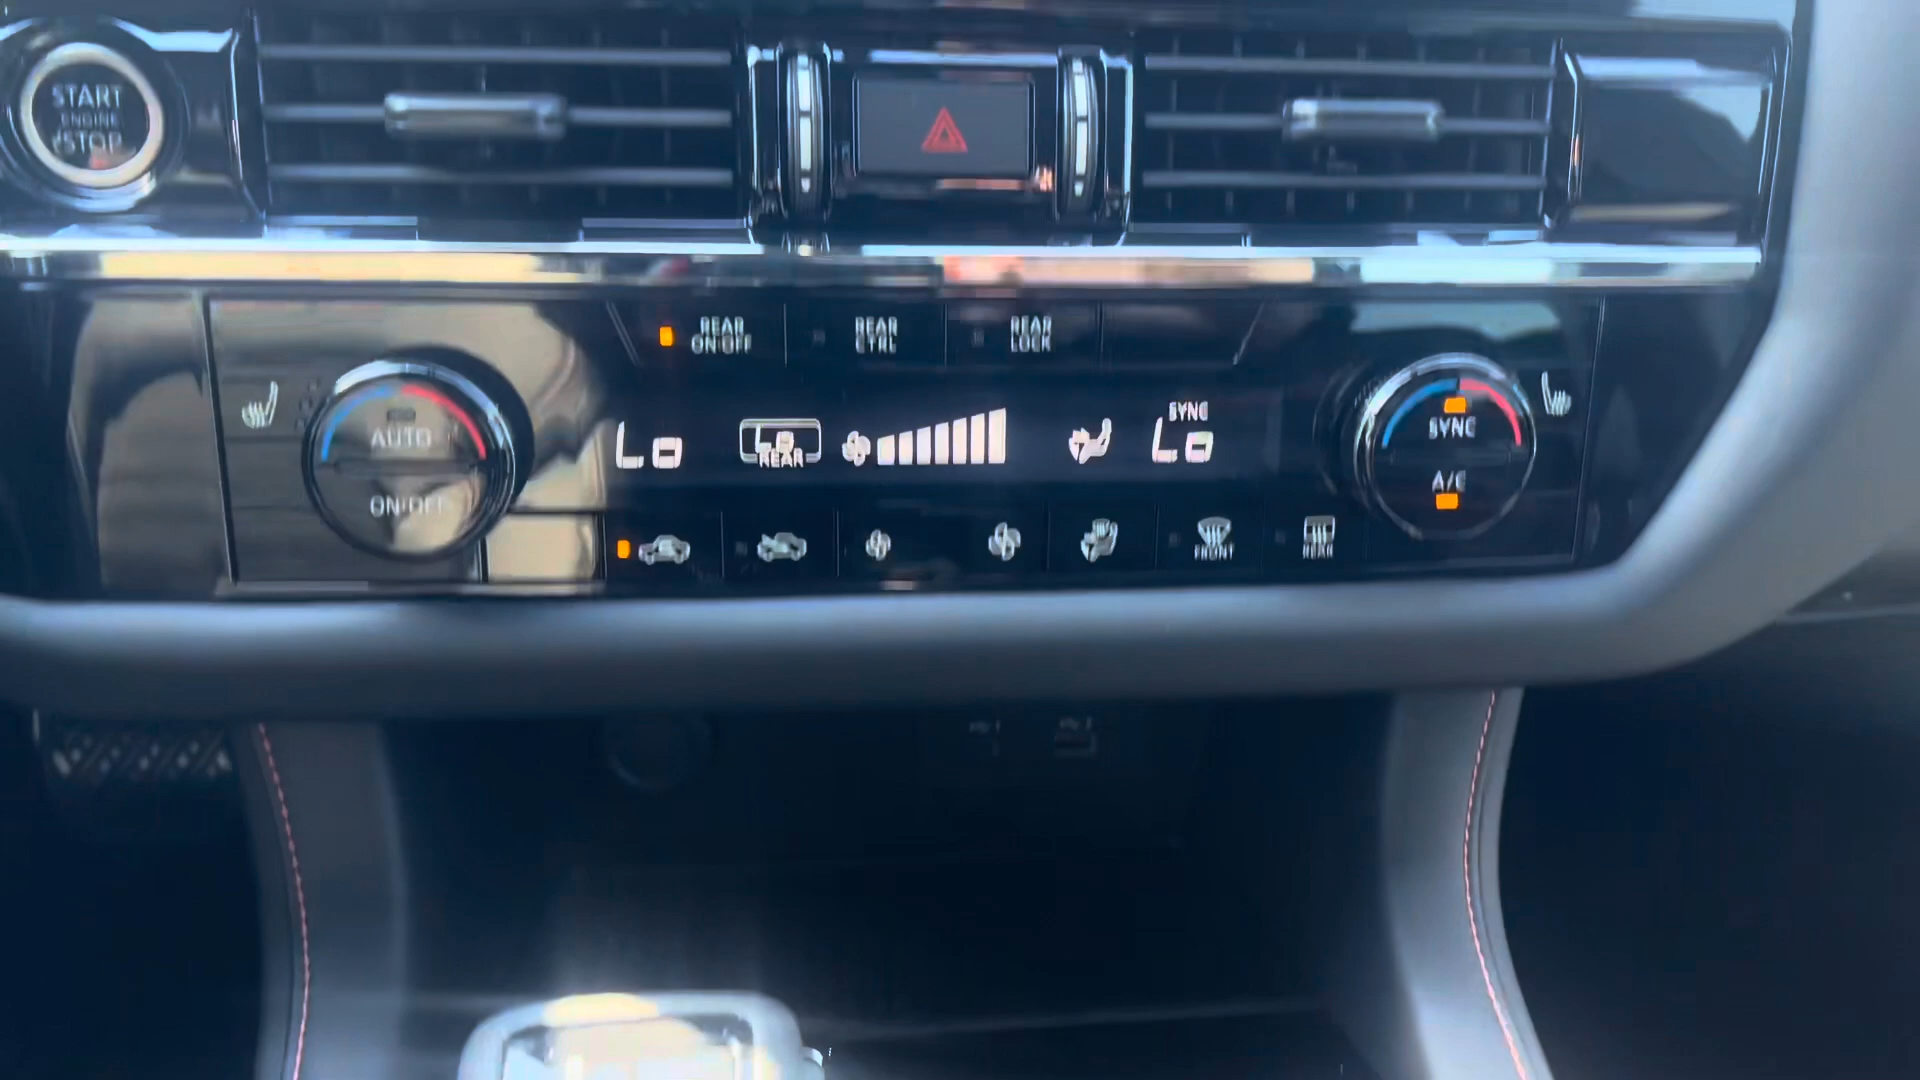 START
ENGINE
STOP
REAR
ON·OFF
REAR
CTRL
REAR
LOCK
AUTO
ON·OFF
Lo
Lo
REAR
SYNC
Lo
SYNC
A/C
FRONT
REAR